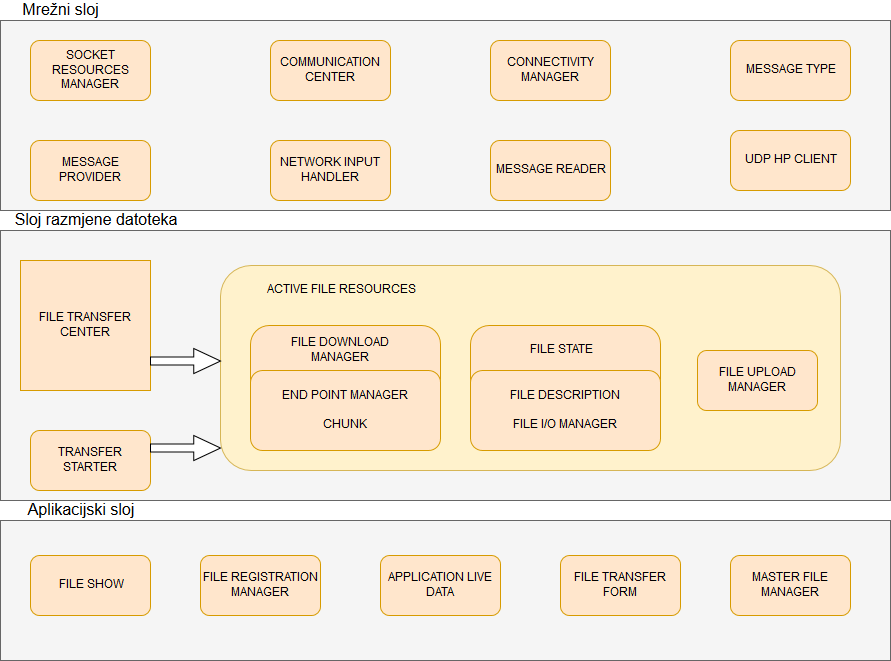 Mrežni sloj
SOCKET
RESOURCES
MANAGER
COMMUNICATION
CENTER
CONNECTIVITY
MANAGER
MESSAGE TYPE
MESSAGE
PROVIDER
NETWORK INPUT
HANDLER
MESSAGE READER
UDP HP CLIENT
Sloj razmjene datoteka
FILE TRANSFER
CENTER
TRANSFER
STARTER
ACTIVE FILE RESOURCES
FILE DOWNLOAD
MANAGER
END POINT MANAGER
CHUNK
FILE STATE
FILE DESCRIPTION
FILE I/O MANAGER
FILE UPLOAD
MANAGER
Aplikacijski sloj
FILE SHOW
FILE REGISTRATION
MANAGER
APPLICATION LIVE
DATA
FILE TRANSFER
FORM
MASTER FILE
MANAGER